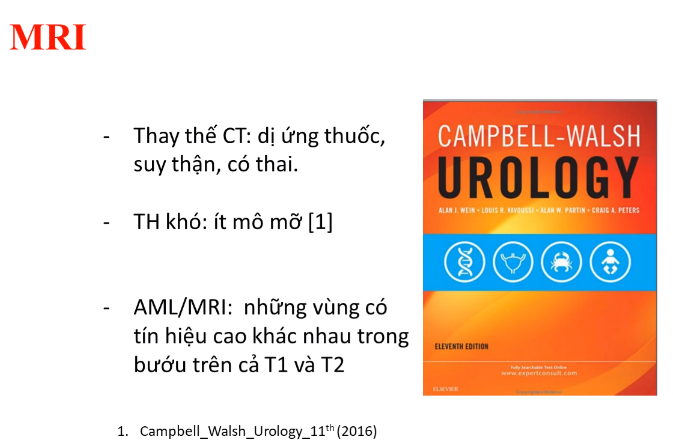 MRI
- Thay thế CT: dị ứng thuốc,
suy thận, có thai.
- TH khó: ít mô mỡ [1]
- AML/MRI: những vùng có
tín hiệu cao khác nhau trong
bướu trên cả T1 và T2
CAMPBELL-WALSH
UROLOGY
ALAN J. WEIN • LOUIS R. KAVOUSSI • ALAN W. PARTIN • CRAIG A. PETERS
ELEVENTH EDITION
Fully Searchable Text Online
www.expertconsult.com
ELSEVIER
1. Campbell_Walsh_Urology_11th (2016)